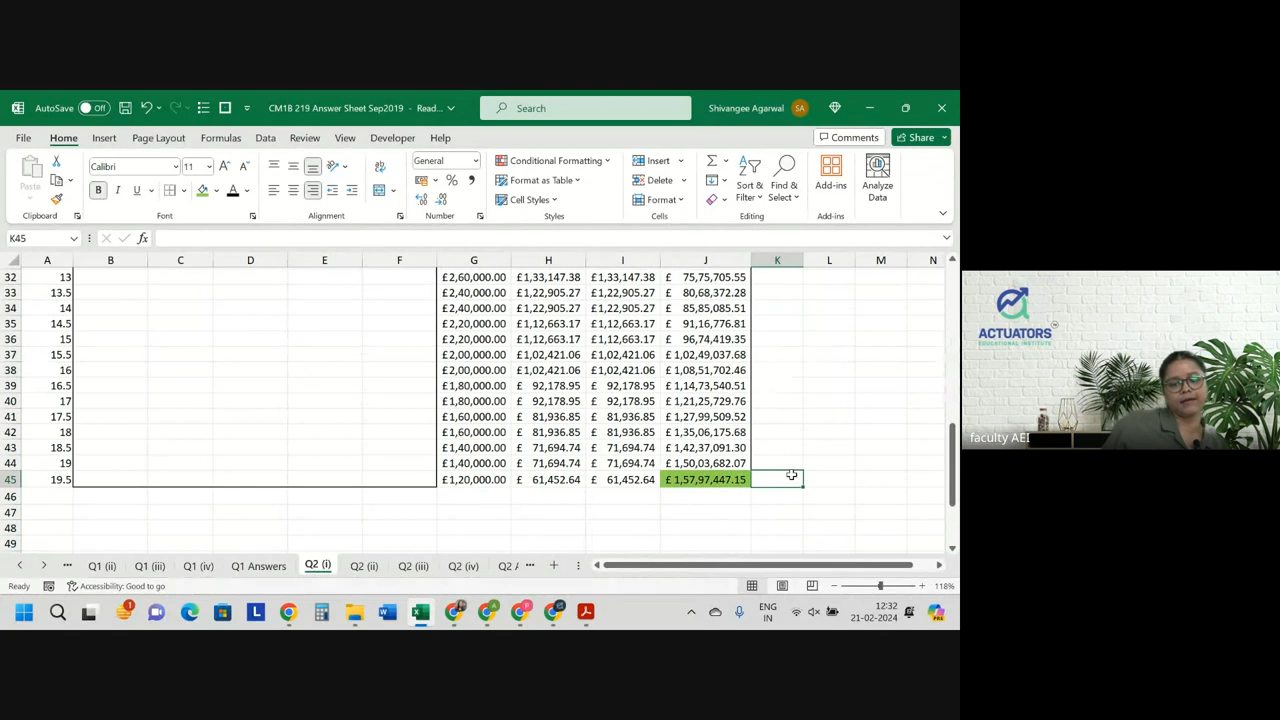 AutoSave Off CM1B 219 Answer Sheet Sep2019 - Read... Search Shivangee Agarwal SA
File Home Insert Page Layout Formulas Data Review View Developer Help Comments Share
Paste Calibri 11 A A General Conditional Formatting Insert Sort & Filter Find & Select Add-ins Analyze Data
B I U A % Format as Table Delete
Cell Styles Format
Clipboard Font Alignment Number Styles Cells Editing Add-ins
K45 fx
A B C D E F G H I J K L M N
32 13 £2,60,000.00 £1,33,147.38 £1,33,147.38 £ 75,75,705.55
33 13.5 £2,40,000.00 £1,22,905.27 £1,22,905.27 £ 80,68,372.28
34 14 £2,40,000.00 £1,22,905.27 £1,22,905.27 £ 85,85,085.51
35 14.5 £2,20,000.00 £1,12,663.17 £1,12,663.17 £ 91,16,776.81
36 15 £2,20,000.00 £1,12,663.17 £1,12,663.17 £ 96,74,419.35
37 15.5 £2,00,000.00 £1,02,421.06 £1,02,421.06 £ 1,02,49,037.68
38 16 £2,00,000.00 £1,02,421.06 £1,02,421.06 £ 1,08,51,702.46
39 16.5 £1,80,000.00 £ 92,178.95 £ 92,178.95 £ 1,14,73,540.51
40 17 £1,80,000.00 £ 92,178.95 £ 92,178.95 £ 1,21,25,729.76
41 17.5 £1,60,000.00 £ 81,936.85 £ 81,936.85 £ 1,27,99,509.52
42 18 £1,60,000.00 £ 81,936.85 £ 81,936.85 £ 1,35,06,175.68
43 18.5 £1,40,000.00 £ 71,694.74 £ 71,694.74 £ 1,42,37,091.30
44 19 £1,40,000.00 £ 71,694.74 £ 71,694.74 £ 1,50,03,682.07
45 19.5 £1,20,000.00 £ 61,452.64 £ 61,452.64 £ 1,57,97,447.15
46
47
48
49
... Q1 (ii) Q1 (iii) Q1 (iv) Q1 Answers Q2 (i) Q2 (ii) Q2 (iii) Q2 (iv) Q2 A ...
Ready Accessibility: Good to go 118%
1 L ENG IN 12:32 21-02-2024
ACTUATORS TM
EDUCATIONAL INSTITUTE
faculty AEI